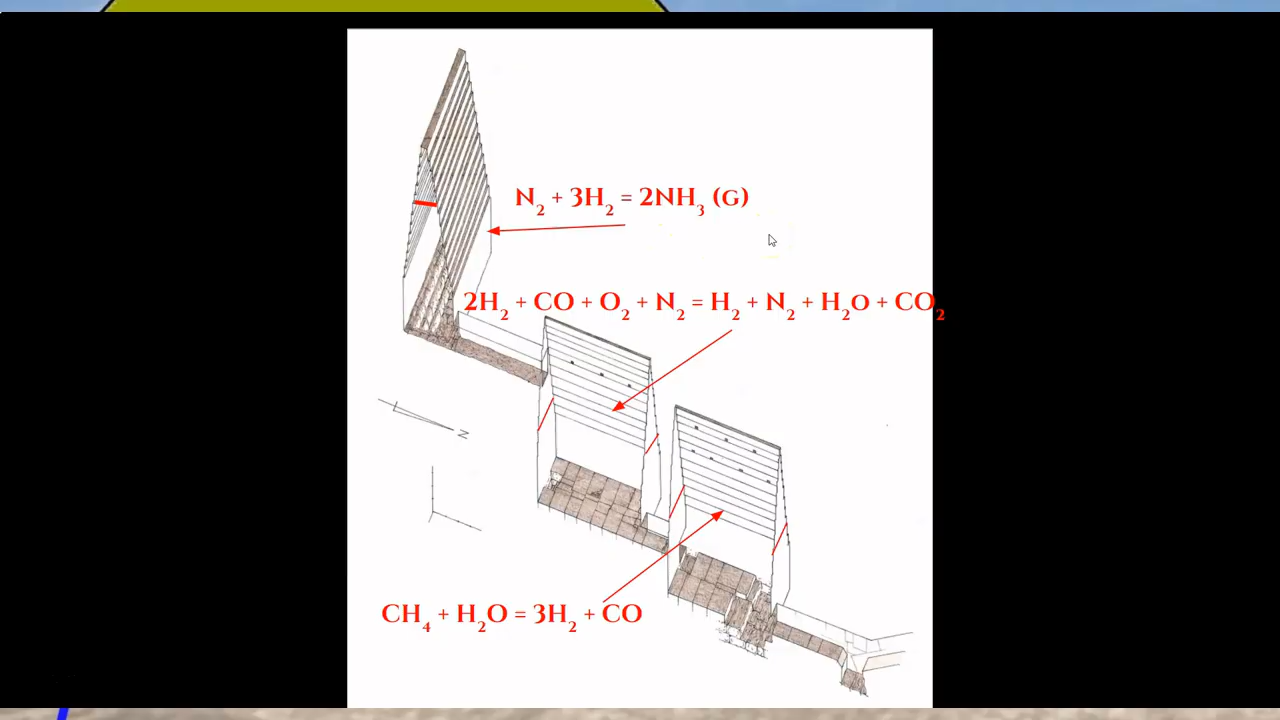 N₂ + 3H₂ = 2NH₃ (G)
2H₂ + CO + O₂ + N₂ = H₂ + N₂ + H₂O + CO₂
N
CH₄ + H₂O = 3H₂ + CO